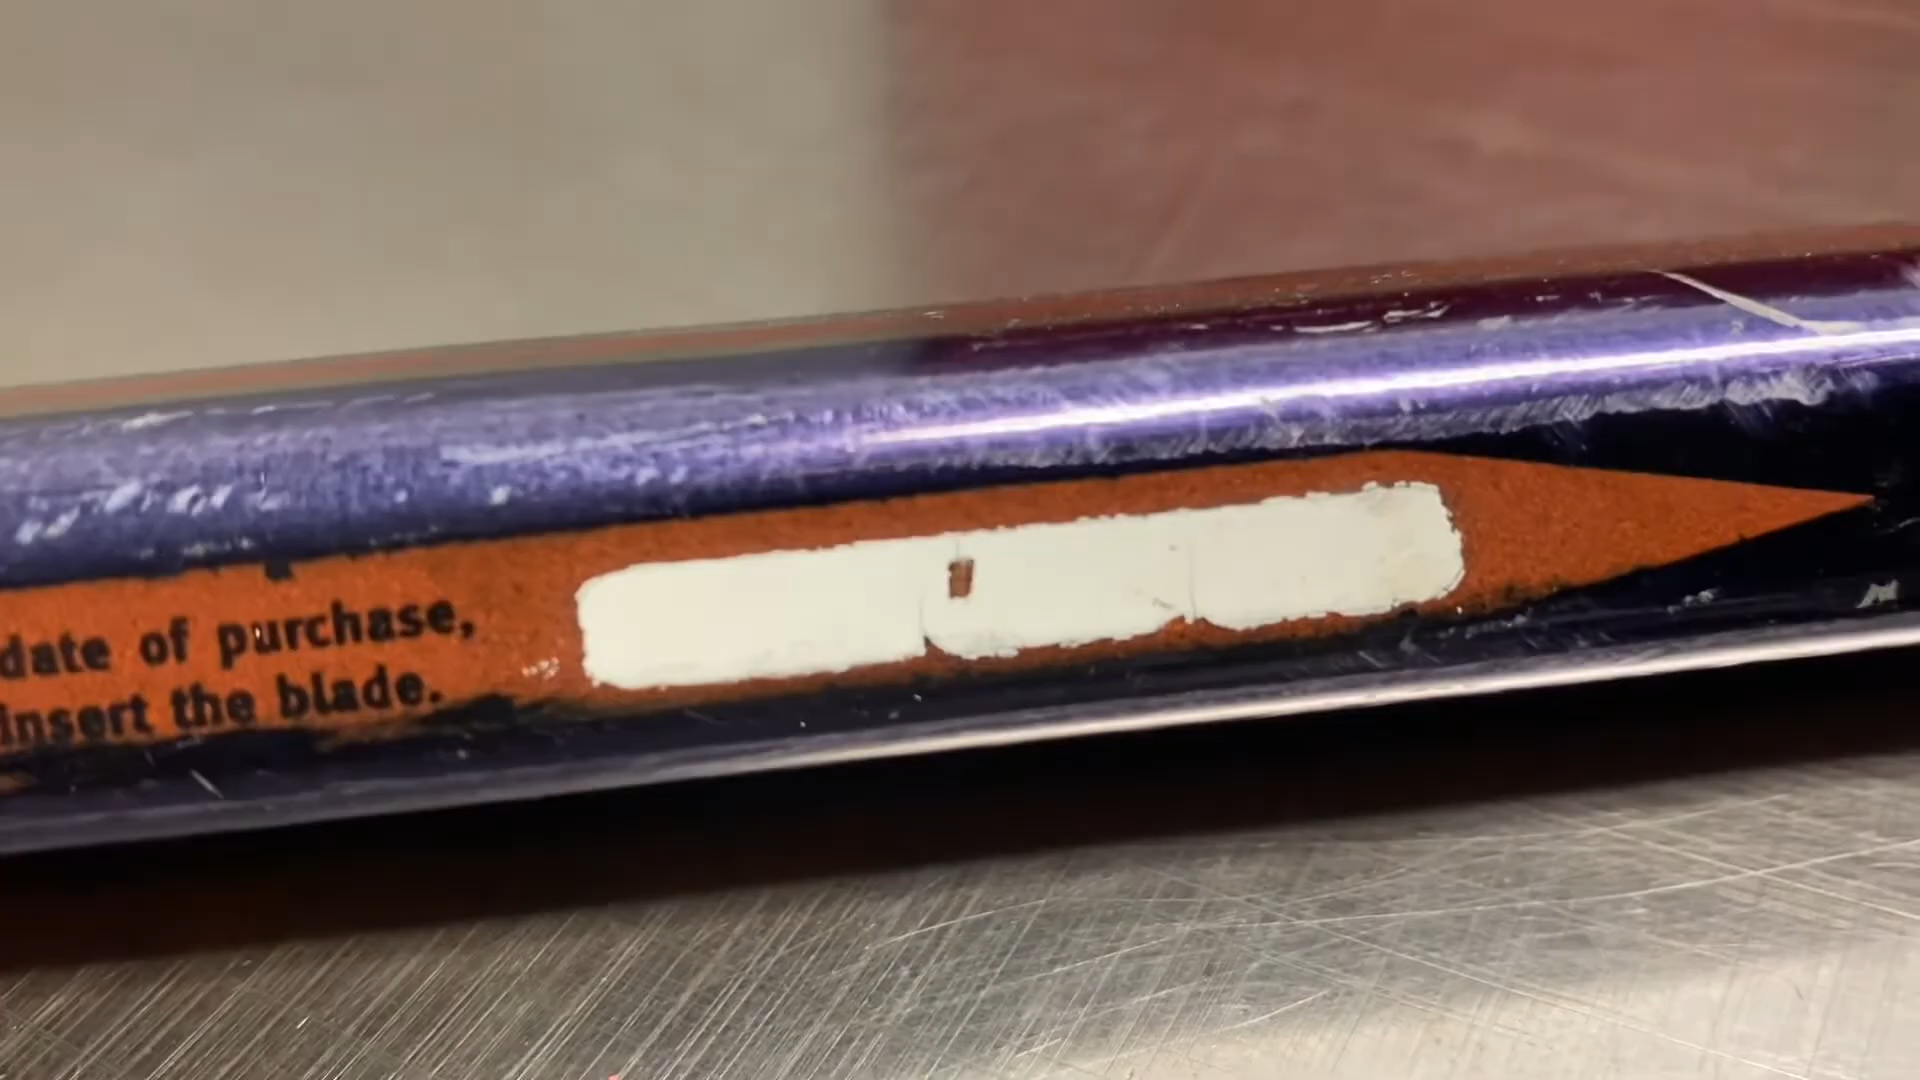 date of purchase,
insert the blade.